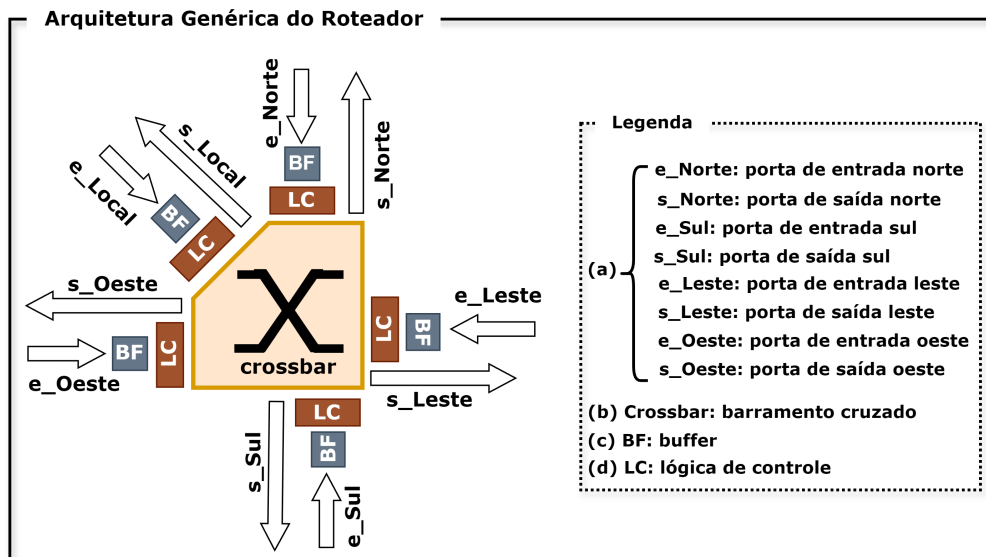 Arquitetura Genérica do Roteador
e_Norte
s_Norte
BF
LC
s_Local
e_Local
BF
LC
s_Oeste
BF
LC
e_Oeste
crossbar
e_Leste
LC
BF
s_Leste
LC
BF
s_Sul
e_Sul
Legenda
(a)
e_Norte: porta de entrada norte
s_Norte: porta de saída norte
e_Sul: porta de entrada sul
s_Sul: porta de saída sul
e_Leste: porta de entrada leste
s_Leste: porta de saída leste
e_Oeste: porta de entrada oeste
s_Oeste: porta de saída oeste
(b) Crossbar: barramento cruzado
(c) BF: buffer
(d) LC: lógica de controle